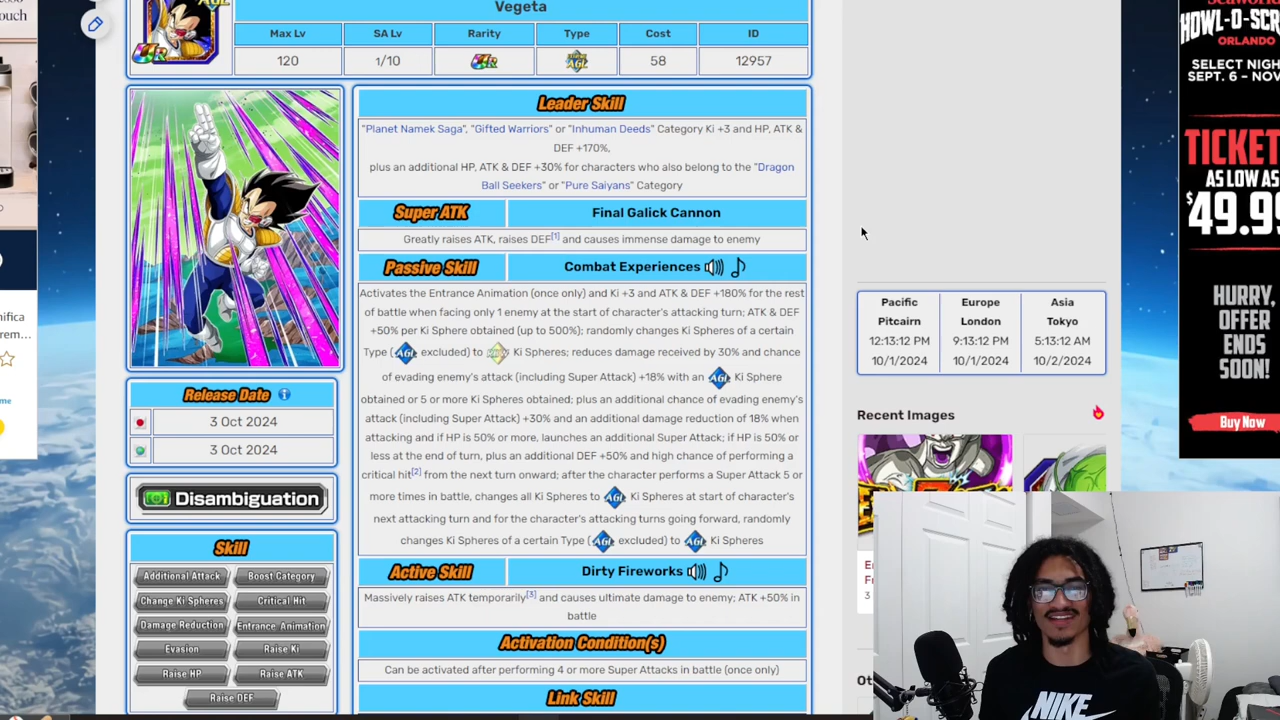 ouch
Vegeta
Max Lv SA Lv Rarity Type Cost ID
120 1/10 UR AGL 58 12957
Leader Skill
"Planet Namek Saga", "Gifted Warriors" or "Inhuman Deeds" Category Ki +3 and HP, ATK &
DEF +170%,
plus an additional HP, ATK & DEF +30% for characters who also belong to the "Dragon
Ball Seekers" or "Pure Saiyans" Category
Super ATK Final Galick Cannon
Greatly raises ATK, raises DEF[1] and causes immense damage to enemy
Passive Skill Combat Experiences
Activates the Entrance Animation (once only) and Ki +3 and ATK & DEF +180% for the rest
of battle when facing only 1 enemy at the start of character's attacking turn; ATK & DEF
+50% per Ki Sphere obtained (up to 500%); randomly changes Ki Spheres of a certain
Type (AGL excluded) to Ki Spheres; reduces damage received by 30% and chance
of evading enemy's attack (including Super Attack) +18% with an AGL Ki Sphere
obtained or 5 or more Ki Spheres obtained; plus an additional chance of evading enemy's
attack (including Super Attack) +30% and an additional damage reduction of 18% when
attacking and if HP is 50% or more, launches an additional Super Attack; if HP is 50% or
less at the end of turn, plus an additional DEF +50% and high chance of performing a
critical hit[2] from the next turn onward; after the character performs a Super Attack 5 or
more times in battle, changes all Ki Spheres to AGL Ki Spheres at start of character's
next attacking turn and for the character's attacking turns going forward, randomly
changes Ki Spheres of a certain Type (AGL excluded) to AGL Ki Spheres
Active Skill Dirty Fireworks
Massively raises ATK temporarily[3] and causes ultimate damage to enemy; ATK +50% in
battle
Activation Condition(s)
Can be activated after performing 4 or more Super Attacks in battle (once only)
Link Skill
Release Date
3 Oct 2024
3 Oct 2024
Disambiguation
Skill
Additional Attack Boost Category
Change Ki Spheres Critical Hit
Damage Reduction Entrance Animation
Evasion Raise Ki
Raise HP Raise ATK
Raise DEF
Pacific Europe Asia
Pitcairn London Tokyo
12:13:12 PM 9:13:12 PM 5:13:12 AM
10/1/2024 10/1/2024 10/2/2024
Recent Images
HOWL-O-SCR
ORLANDO
SELECT NIGH
SEPT. 6 - NOV.
TICKET
AS LOW AS
$49.99
HURRY,
OFFER
ENDS
SOON!
Buy Now
nifica
rem...
NIKE